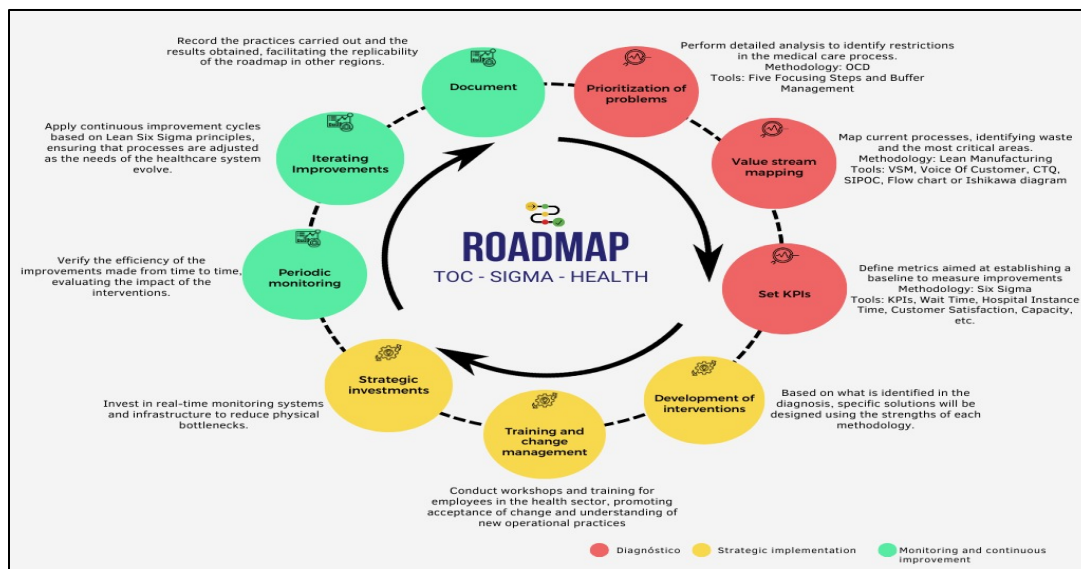 Record the practices carried out and the
results obtained, facilitating the replicability
of the roadmap in other regions.
Document
Prioritization of
problems
Perform detailed analysis to identify restrictions
in the medical care process.
Methodology: OCD
Tools: Five Focusing Steps and Buffer
Management
Apply continuous improvement cycles
based on Lean Six Sigma principles,
ensuring that processes are adjusted
as the needs of the healthcare system
evolve.
Iterating
Improvements
Value stream
mapping
Map current processes, identifying waste
and the most critical areas.
Methodology: Lean Manufacturing
Tools: VSM, Voice Of Customer, CTQ,
SIPOC, Flow chart or Ishikawa diagram
ROADMAP
TOC - SIGMA - HEALTH
Verify the efficiency of the
improvements made from time to time,
evaluating the impact of the
interventions.
Periodic
monitoring
Set KPIs
Define metrics aimed at establishing a
baseline to measure improvements
Methodology: Six Sigma
Tools: KPIs, Wait Time, Hospital Instance
Time, Customer Satisfaction, Capacity,
etc.
Strategic
investments
Invest in real-time monitoring systems
and infrastructure to reduce physical
bottlenecks.
Development of
interventions
Based on what is identified in the
diagnosis, specific solutions will be
designed using the strengths of each
methodology.
Training and
change
management
Conduct workshops and training for
employees in the health sector, promoting
acceptance of change and understanding of
new operational practices
Diagnóstico
Strategic implementation
Monitoring and continuous
improvement